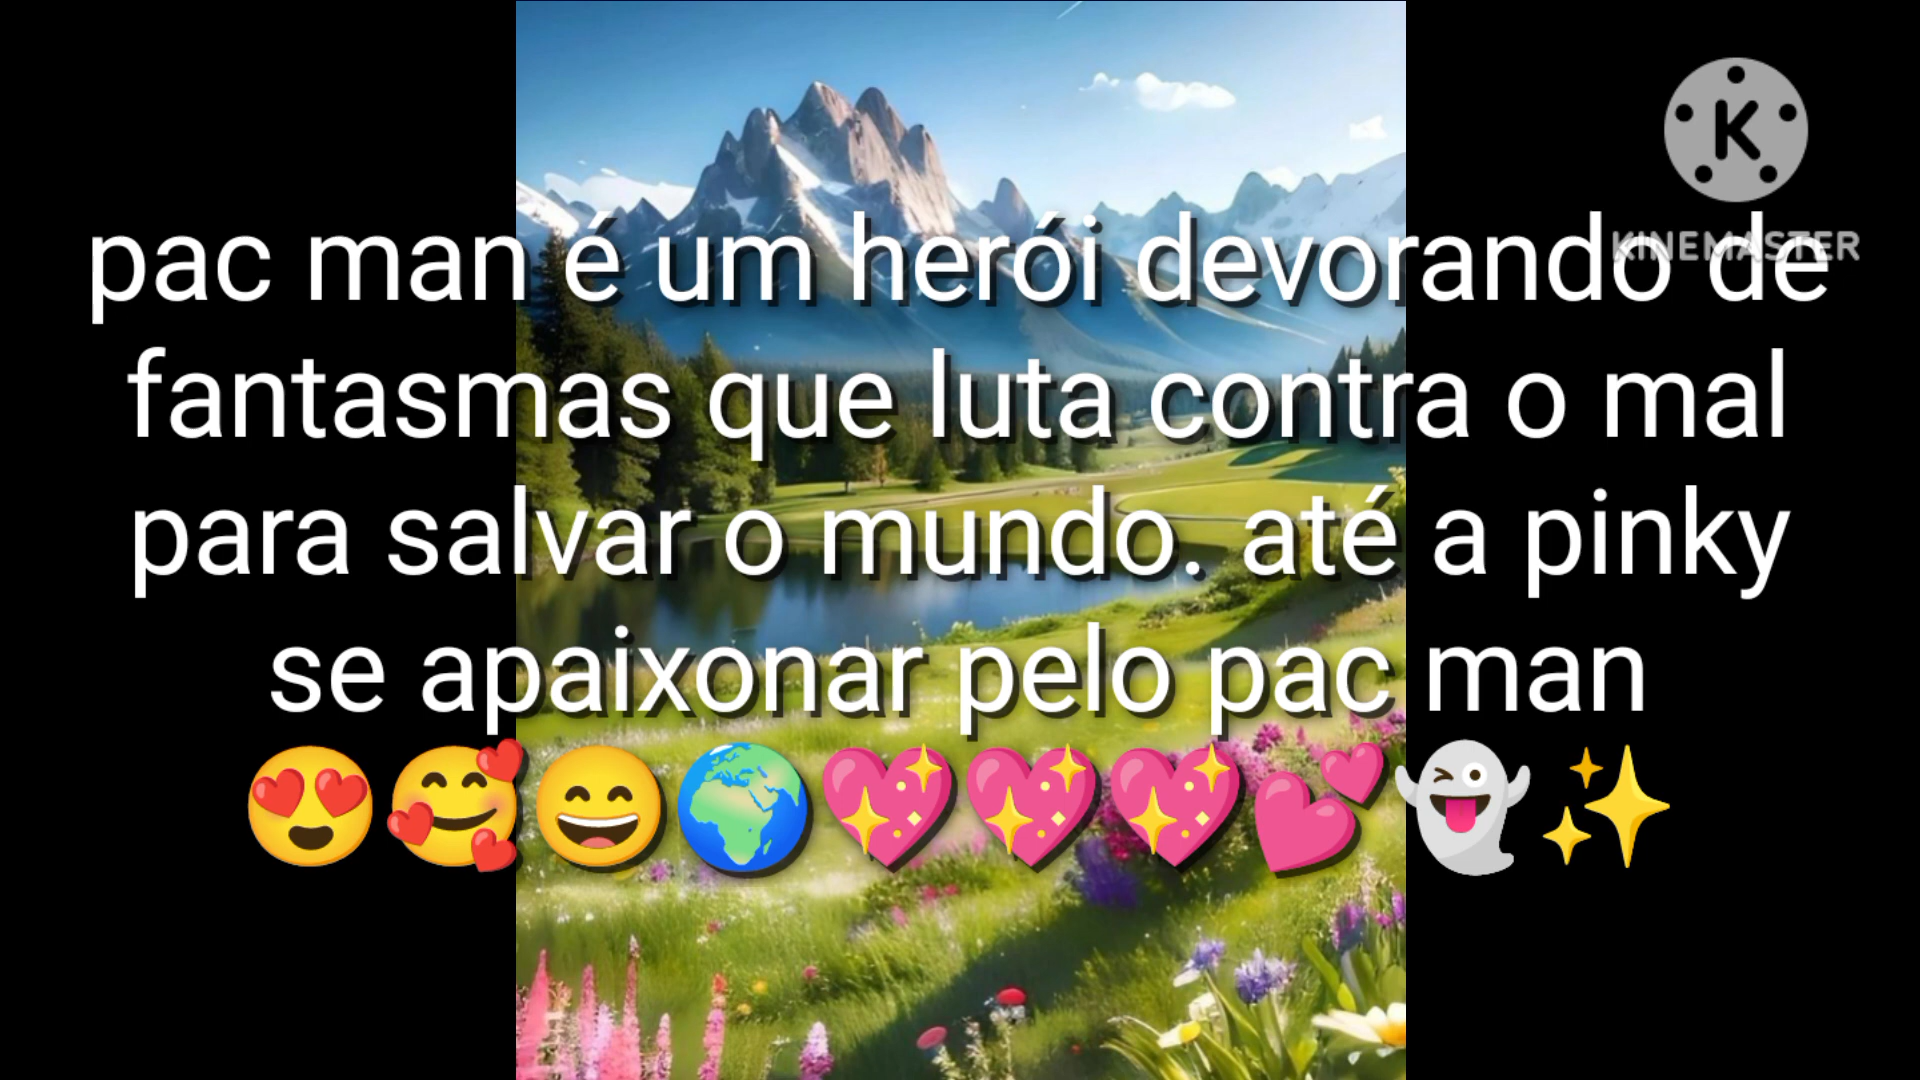 K
KINEMASTER
pac man é um herói devorando de
fantasmas que luta contra o mal
para salvar o mundo. até a pinky
se apaixonar pelo pac man
😍🥰😄🌍💖💖💖💕👻✨